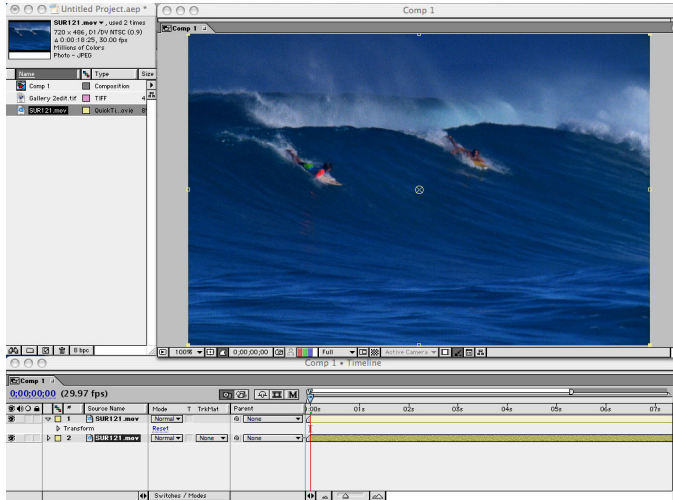 Untitled Project.aep *
SUR121.mov ▼, used 2 times
720 x 486, D1/DV NTSC (0.9)
Δ 0:00:18:25, 30.00 fps
Millions of Colors
Photo - JPEG
Name Type Size
Comp 1 Composition
Gallery 2edit.tif TIFF 4
SUR121.mov QuickTi...ovie
8 bpc
Comp 1
Comp 1
100% 0;00;00;00 Full Active Camera
Comp 1 • Timeline
Comp 1
0;00;00;00 (29.97 fps)
# Source Name Mode T TrkMat Parent
:00s 01s 02s 03s 04s 05s 06s 07s
1 SUR121.mov Normal None
Transform Reset
2 SUR121.mov Normal None None
Switches / Modes